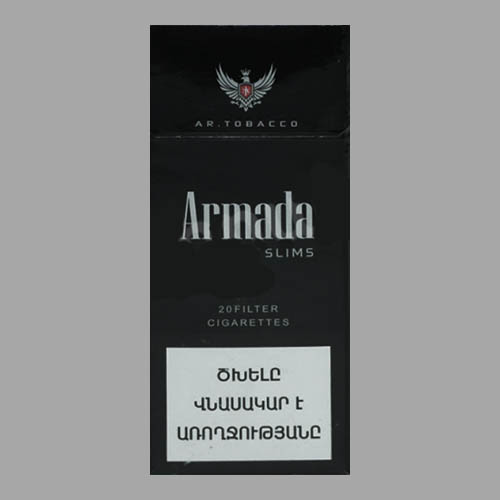 AR.TOBACCO
Armada
SLIMS
20FILTER
CIGARETTES
ԾԽԵԼԸ
ՎՆԱՍԱԿԱՐ Է
ԱՌՈՂՋՈՒԹՅԱՆԸ